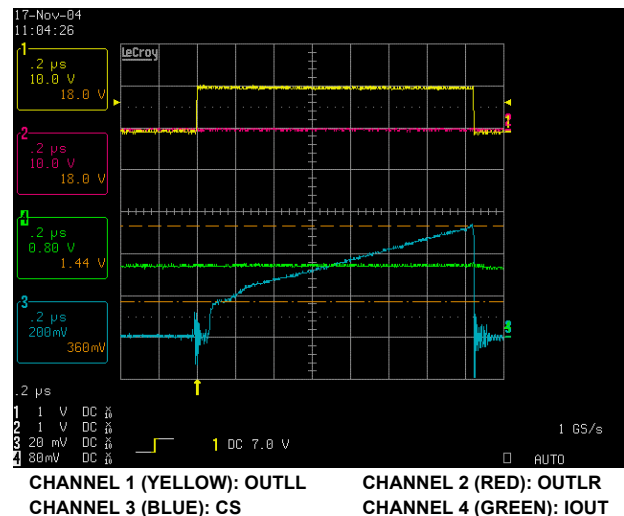 17-Nov-04
11:04:26
LeCroy
1
.2 µs
10.0 V
18.0 V
2
.2 µs
10.0 V
18.0 V
4
.2 µs
0.80 V
1.44 V
3
.2 µs
200mV
360mV
.2 µs
1 1 V DC
2 1 V DC
3 20 mV DC
4 80mV DC
1 DC 7.0 V
1 GS/s
AUTO
CHANNEL 1 (YELLOW): OUTLL CHANNEL 2 (RED): OUTLR
CHANNEL 3 (BLUE): CS CHANNEL 4 (GREEN): IOUT